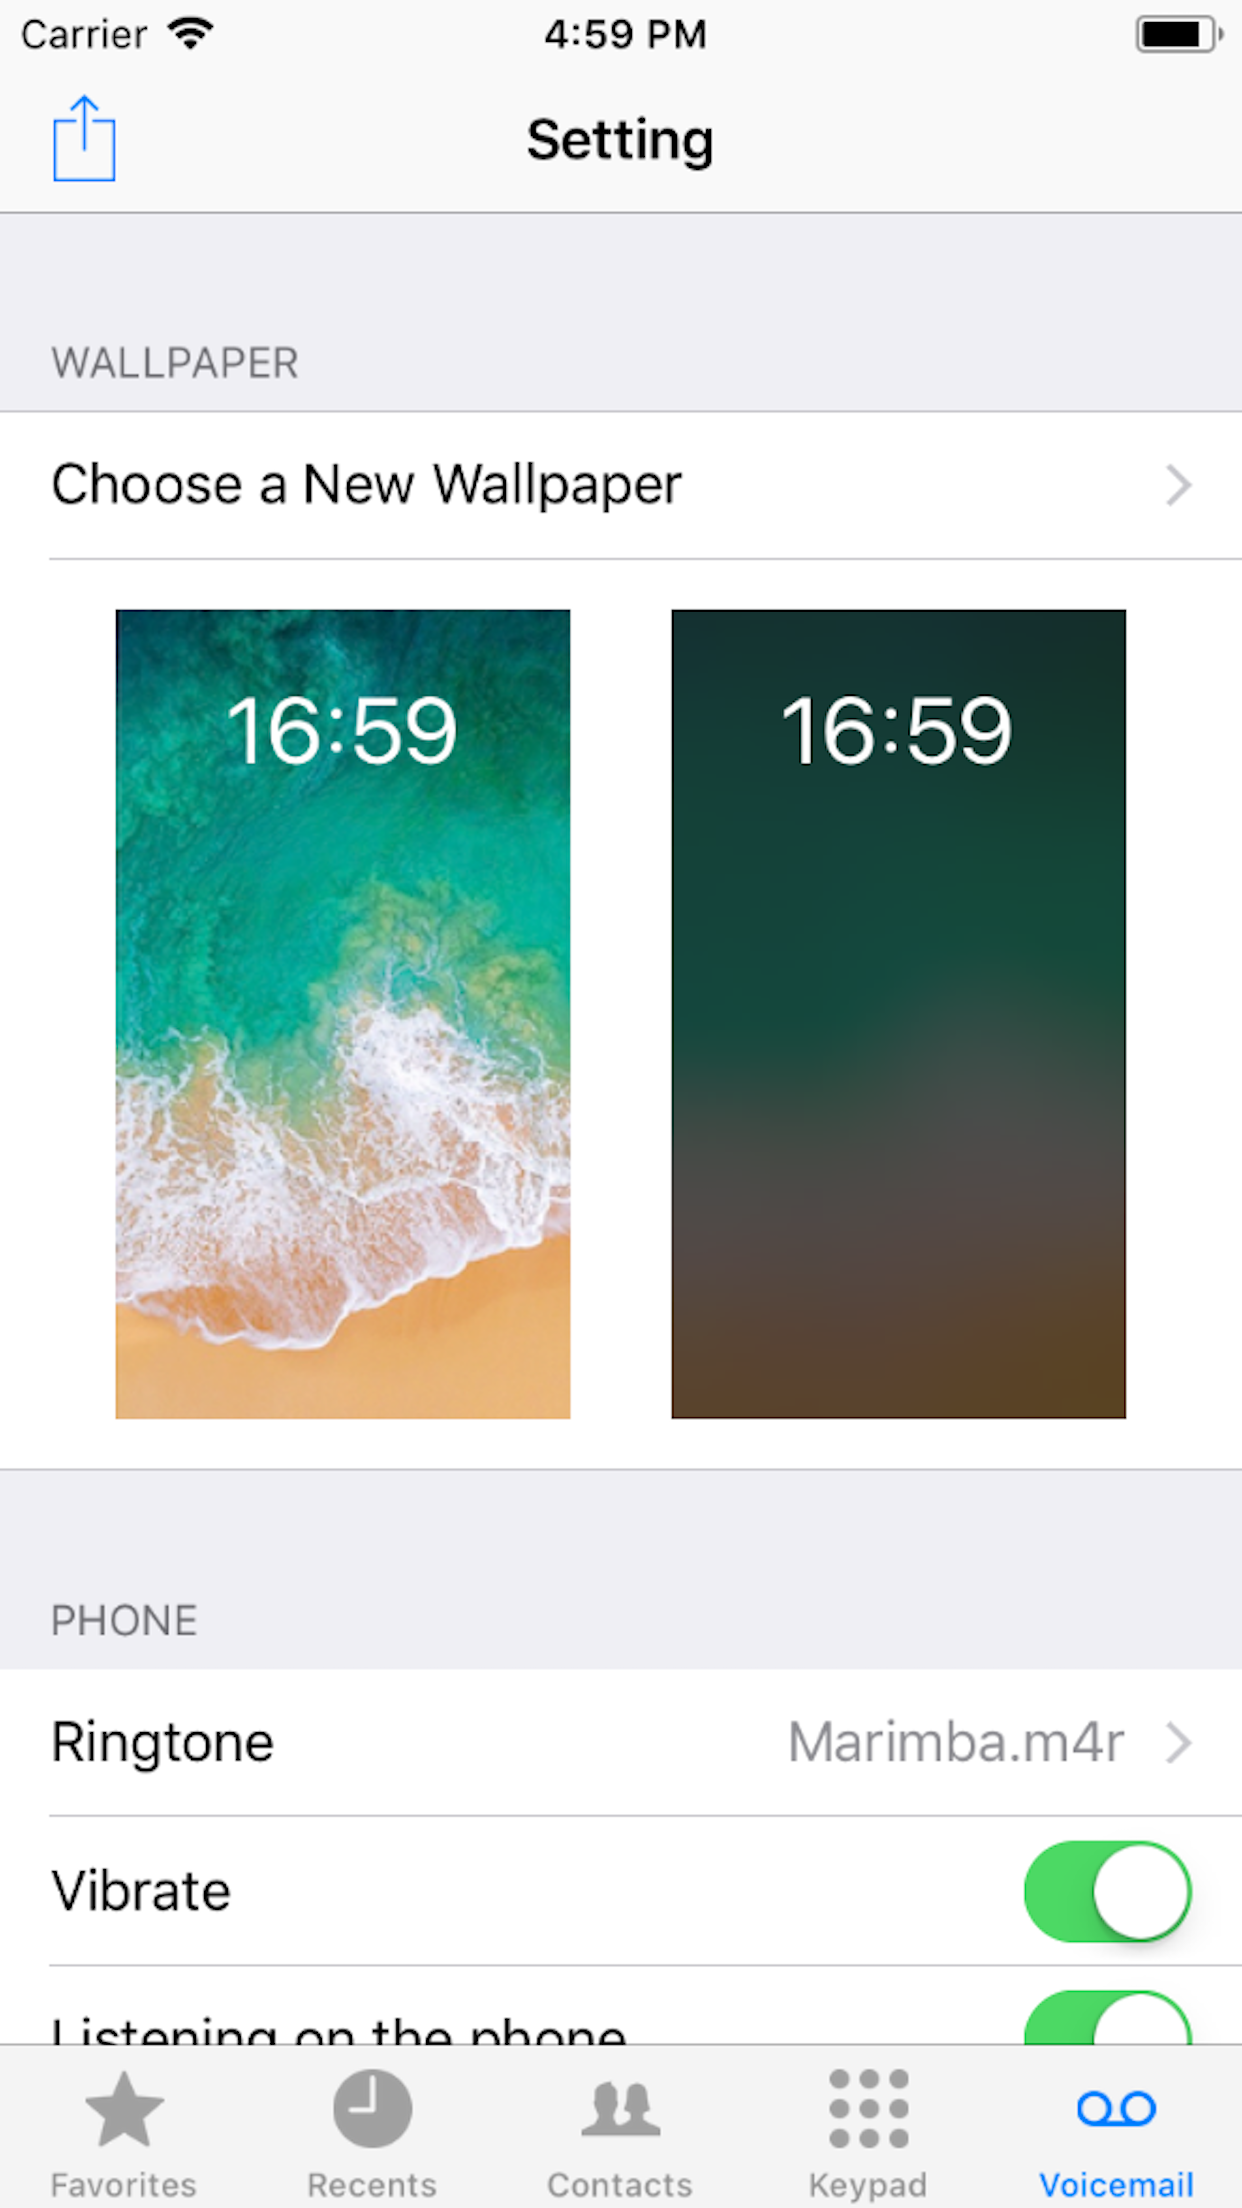 Carrier 4:59 PM
Setting
WALLPAPER
Choose a New Wallpaper
16:59 16:59
PHONE
Ringtone Marimba.m4r
Vibrate
Listening on the phone
Favorites Recents Contacts Keypad Voicemail